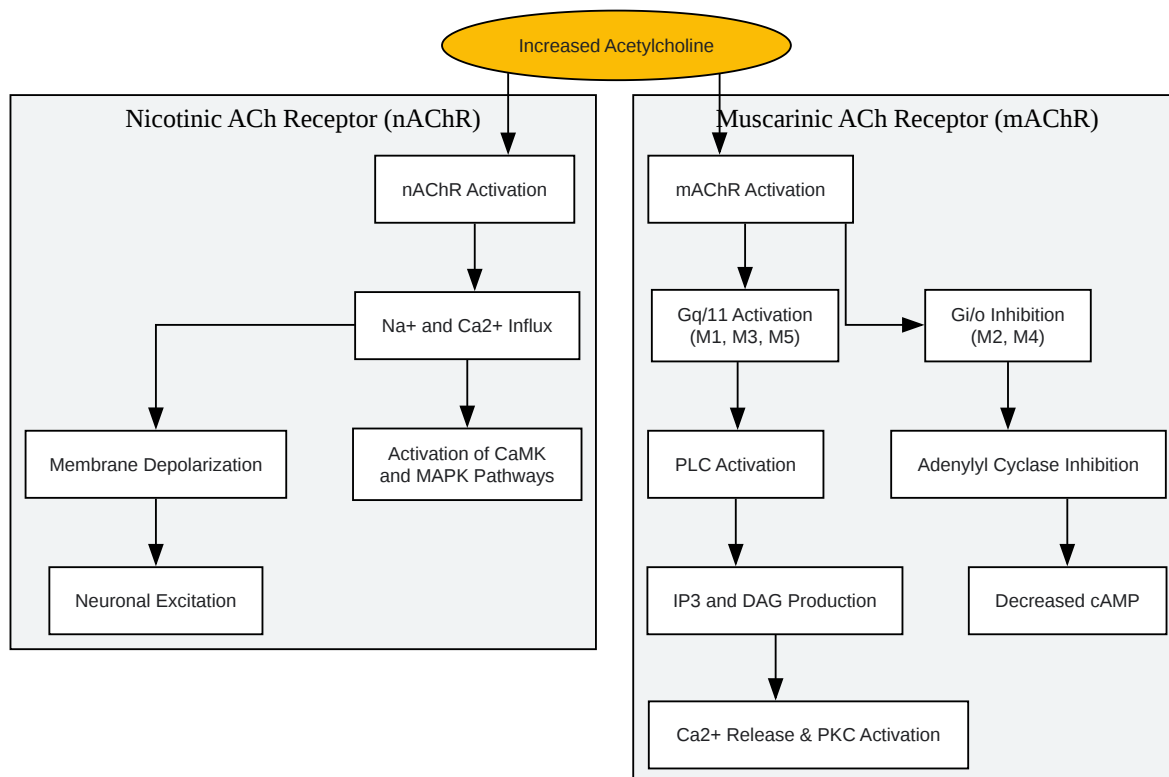 Increased Acetylcholine
Nicotinic ACh Receptor (nAChR)
nAChR Activation
Na+ and Ca2+ Influx
Membrane Depolarization
Activation of CaMK
and MAPK Pathways
Neuronal Excitation
Muscarinic ACh Receptor (mAChR)
mAChR Activation
Gq/11 Activation
(M1, M3, M5)
Gi/o Inhibition
(M2, M4)
PLC Activation
Adenylyl Cyclase Inhibition
IP3 and DAG Production
Decreased cAMP
Ca2+ Release & PKC Activation